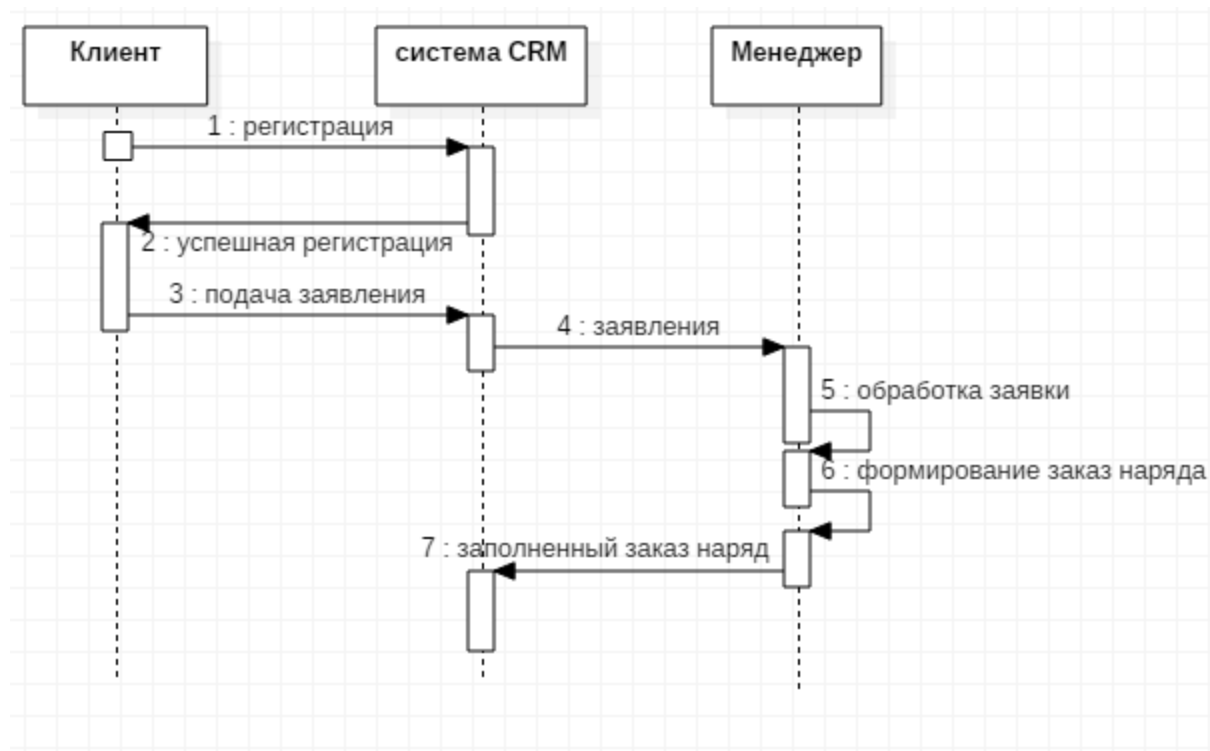 Клиент
система CRM
Менеджер
1 : регистрация
2 : успешная регистрация
3 : подача заявления
4 : заявления
5 : обработка заявки
6 : формирование заказ наряда
7 : заполненный заказ наряд